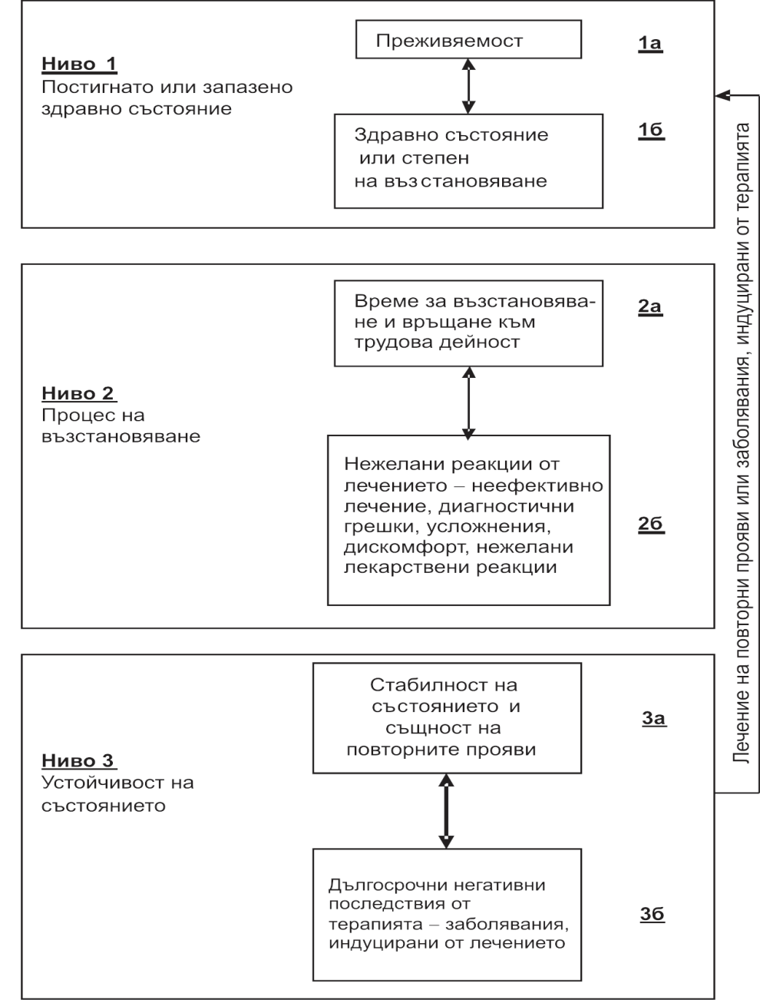 Ниво 1
Постигнато или запазено
здравно състояние
Преживяемост
1а
Здравно състояние
или степен
на възстановяване
1б
Ниво 2
Процес на
възстановяване
Време за възстановява-
не и връщане към
трудова дейност
2а
Нежелани реакции от
лечението – неефективно
лечение, диагностични
грешки, усложнения,
дискомфорт, нежелани
лекарствени реакции
2б
Ниво 3
Устойчивост на
състоянието
Стабилност на
състоянието и
същност на
повторните прояви
3а
Дългосрочни негативни
последствия от
терапията – заболявания,
индуцирани от лечението
3б
Лечение на повторни прояви или заболявания, индуцирани от терапията